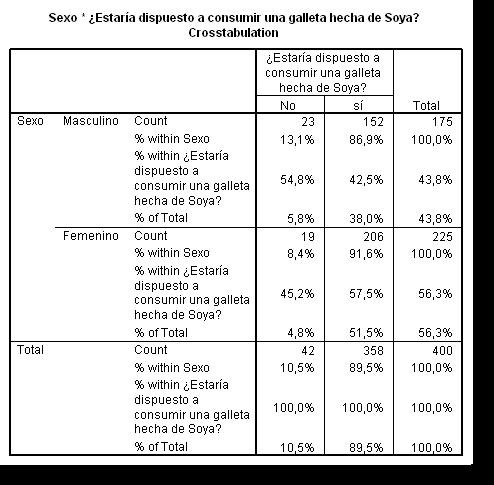 Sexo * ¿Estaría dispuesto a consumir una galleta hecha de Soya?
Crosstabulation
¿Estaría dispuesto a
consumir una galleta
hecha de Soya?
No sí Total
Sexo Masculino Count 23 152 175
% within Sexo 13,1% 86,9% 100,0%
% within ¿Estaría
dispuesto a
consumir una galleta
hecha de Soya?
54,8% 42,5% 43,8%
% of Total 5,8% 38,0% 43,8%
Femenino Count 19 206 225
% within Sexo 8,4% 91,6% 100,0%
% within ¿Estaría
dispuesto a
consumir una galleta
hecha de Soya?
45,2% 57,5% 56,3%
% of Total 4,8% 51,5% 56,3%
Total Count 42 358 400
% within Sexo 10,5% 89,5% 100,0%
% within ¿Estaría
dispuesto a
consumir una galleta
hecha de Soya?
100,0% 100,0% 100,0%
% of Total 10,5% 89,5% 100,0%